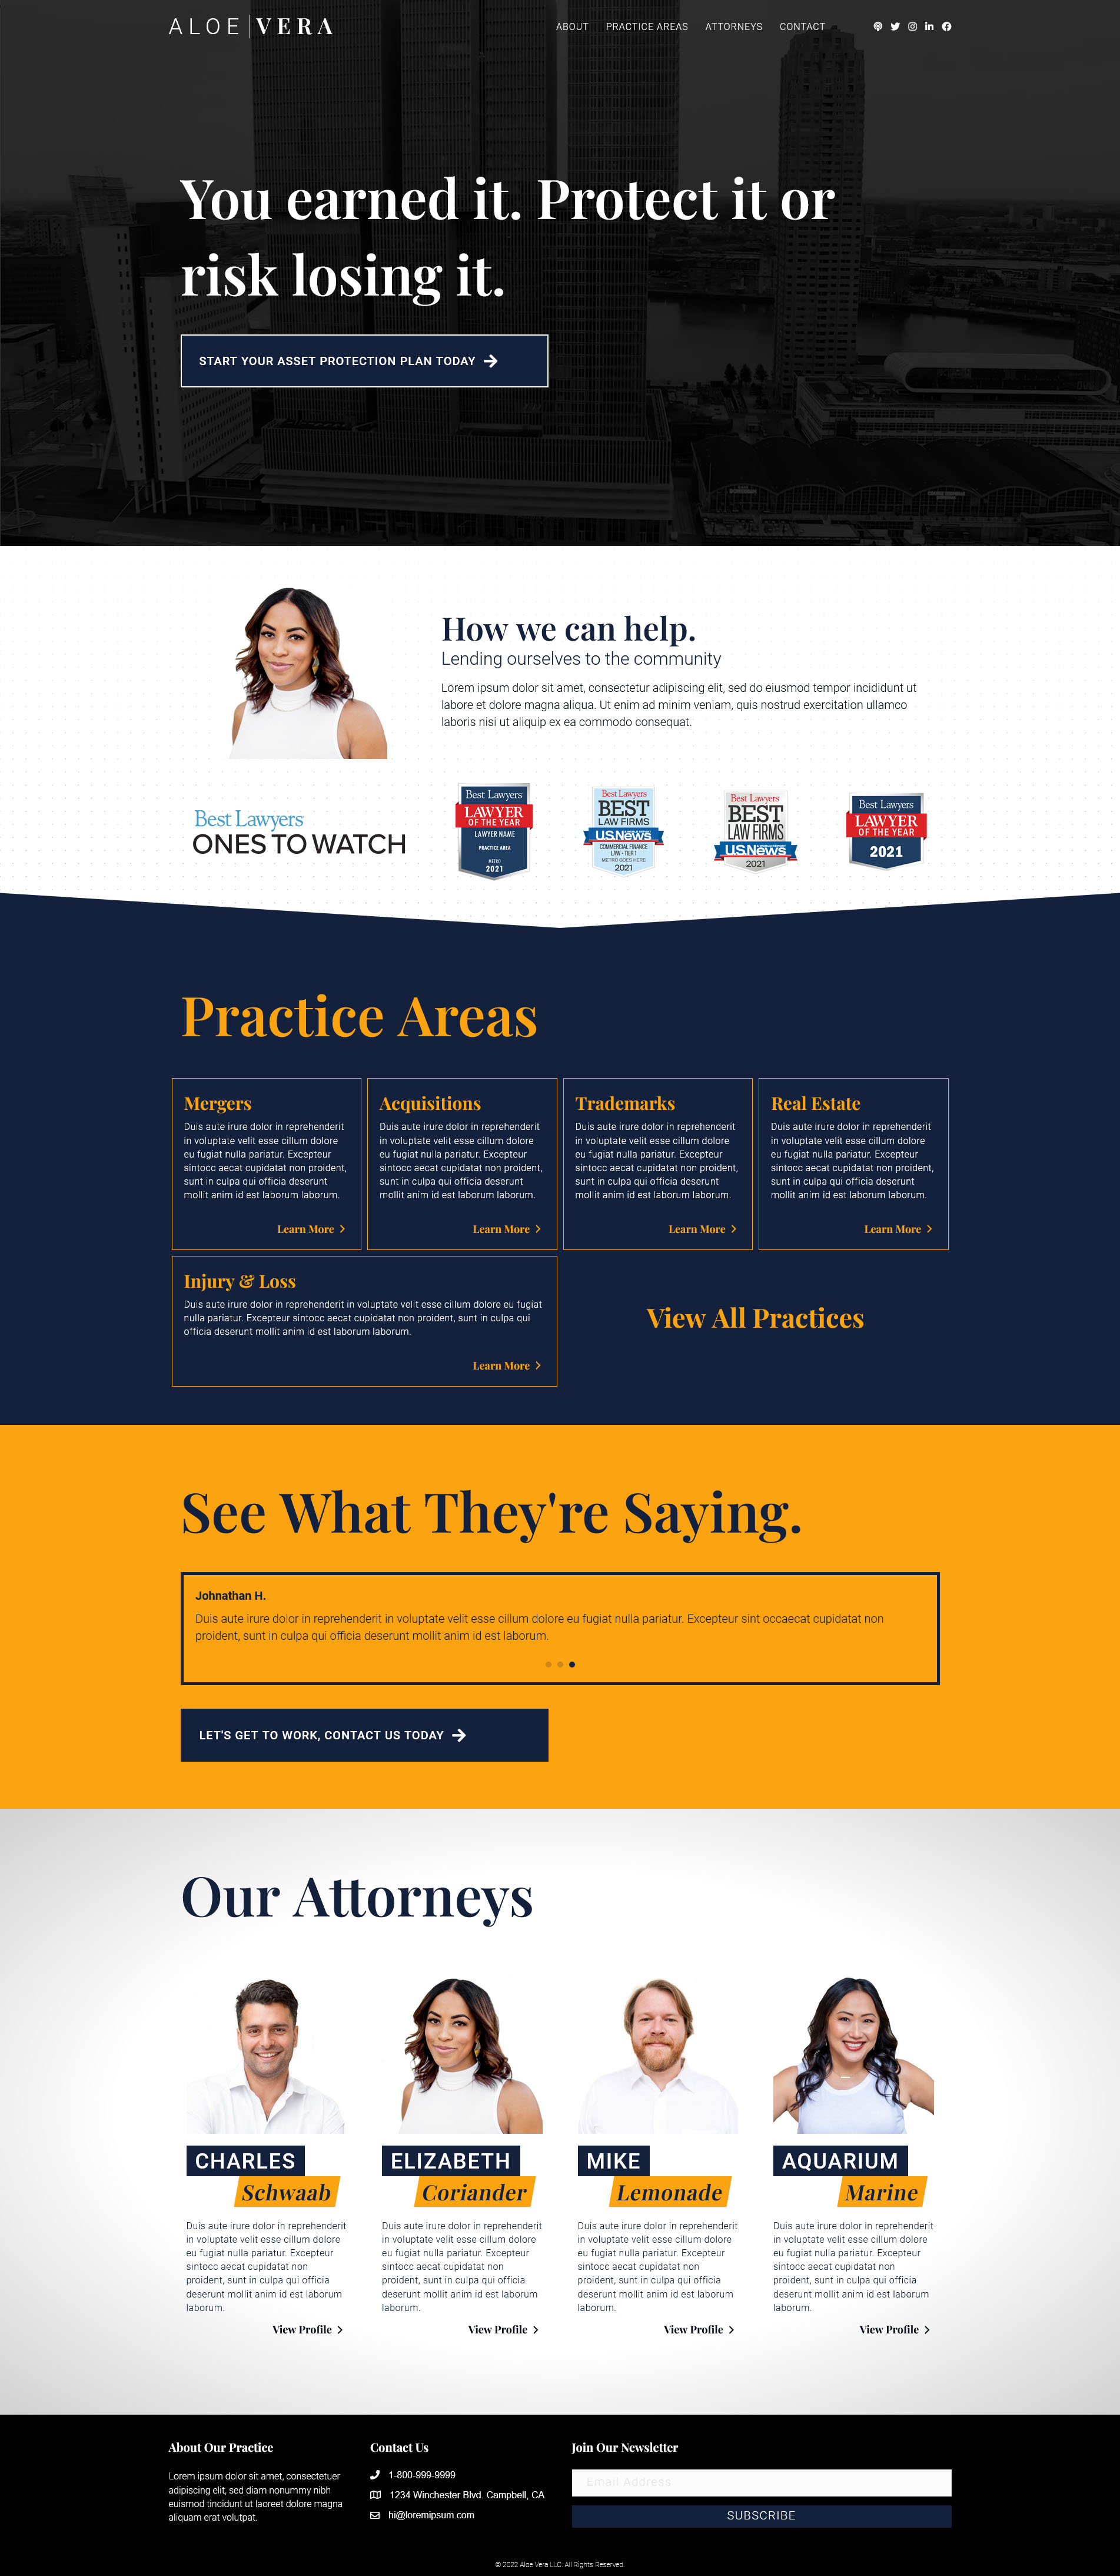 ALOE VERA
ABOUT PRACTICE AREAS ATTORNEYS CONTACT
You earned it. Protect it or
risk losing it.
START YOUR ASSET PROTECTION PLAN TODAY
How we can help.
Lending ourselves to the community
Lorem ipsum dolor sit amet, consectetur adipiscing elit, sed do eiusmod tempor incididunt ut
labore et dolore magna aliqua. Ut enim ad minim veniam, quis nostrud exercitation ullamco
laboris nisi ut aliquip ex ea commodo consequat.
Best Lawyers
ONES TO WATCH
Best Lawyers
LAWYER
OF THE YEAR
LAWYER NAME
PRACTICE AREA
METRO
2021
Best Lawyers
BEST
LAW FIRMS
U.S.News
COMMERCIAL FINANCE
LAW - TIER 1
METRO GOES HERE
2021
Best Lawyers
BEST
LAW FIRMS
U.S.News
2021
Best Lawyers
LAWYER
OF THE YEAR
2021
Practice Areas
Mergers
Duis aute irure dolor in reprehenderit
in voluptate velit esse cillum dolore
eu fugiat nulla pariatur. Excepteur
sintocc aecat cupidatat non proident,
sunt in culpa qui officia deserunt
mollit anim id est laborum laborum.
Learn More
Acquisitions
Duis aute irure dolor in reprehenderit
in voluptate velit esse cillum dolore
eu fugiat nulla pariatur. Excepteur
sintocc aecat cupidatat non proident,
sunt in culpa qui officia deserunt
mollit anim id est laborum laborum.
Learn More
Trademarks
Duis aute irure dolor in reprehenderit
in voluptate velit esse cillum dolore
eu fugiat nulla pariatur. Excepteur
sintocc aecat cupidatat non proident,
sunt in culpa qui officia deserunt
mollit anim id est laborum laborum.
Learn More
Real Estate
Duis aute irure dolor in reprehenderit
in voluptate velit esse cillum dolore
eu fugiat nulla pariatur. Excepteur
sintocc aecat cupidatat non proident,
sunt in culpa qui officia deserunt
mollit anim id est laborum laborum.
Learn More
Injury & Loss
Duis aute irure dolor in reprehenderit in voluptate velit esse cillum dolore eu fugiat
nulla pariatur. Excepteur sintocc aecat cupidatat non proident, sunt in culpa qui
officia deserunt mollit anim id est laborum laborum.
Learn More
View All Practices
See What They're Saying.
Johnathan H.
Duis aute irure dolor in reprehenderit in voluptate velit esse cillum dolore eu fugiat nulla pariatur. Excepteur sint occaecat cupidatat non
proident, sunt in culpa qui officia deserunt mollit anim id est laborum.
LET'S GET TO WORK, CONTACT US TODAY
Our Attorneys
CHARLES
Schwaab
Duis aute irure dolor in reprehenderit
in voluptate velit esse cillum dolore
eu fugiat nulla pariatur. Excepteur
sintocc aecat cupidatat non
proident, sunt in culpa qui officia
deserunt mollit anim id est laborum
laborum.
View Profile
ELIZABETH
Coriander
Duis aute irure dolor in reprehenderit
in voluptate velit esse cillum dolore
eu fugiat nulla pariatur. Excepteur
sintocc aecat cupidatat non
proident, sunt in culpa qui officia
deserunt mollit anim id est laborum
laborum.
View Profile
MIKE
Lemonade
Duis aute irure dolor in reprehenderit
in voluptate velit esse cillum dolore
eu fugiat nulla pariatur. Excepteur
sintocc aecat cupidatat non
proident, sunt in culpa qui officia
deserunt mollit anim id est laborum
laborum.
View Profile
AQUARIUM
Marine
Duis aute irure dolor in reprehenderit
in voluptate velit esse cillum dolore
eu fugiat nulla pariatur. Excepteur
sintocc aecat cupidatat non
proident, sunt in culpa qui officia
deserunt mollit anim id est laborum
laborum.
View Profile
About Our Practice
Lorem ipsum dolor sit amet, consectetuer
adipiscing elit, sed diam nonummy nibh
euismod tincidunt ut laoreet dolore magna
aliquam erat volutpat.
Contact Us
1-800-999-9999
1234 Winchester Blvd. Campbell, CA
hi@loremipsum.com
Join Our Newsletter
Email Address
SUBSCRIBE
© 2022 Aloe Vera LLC. All Rights Reserved.